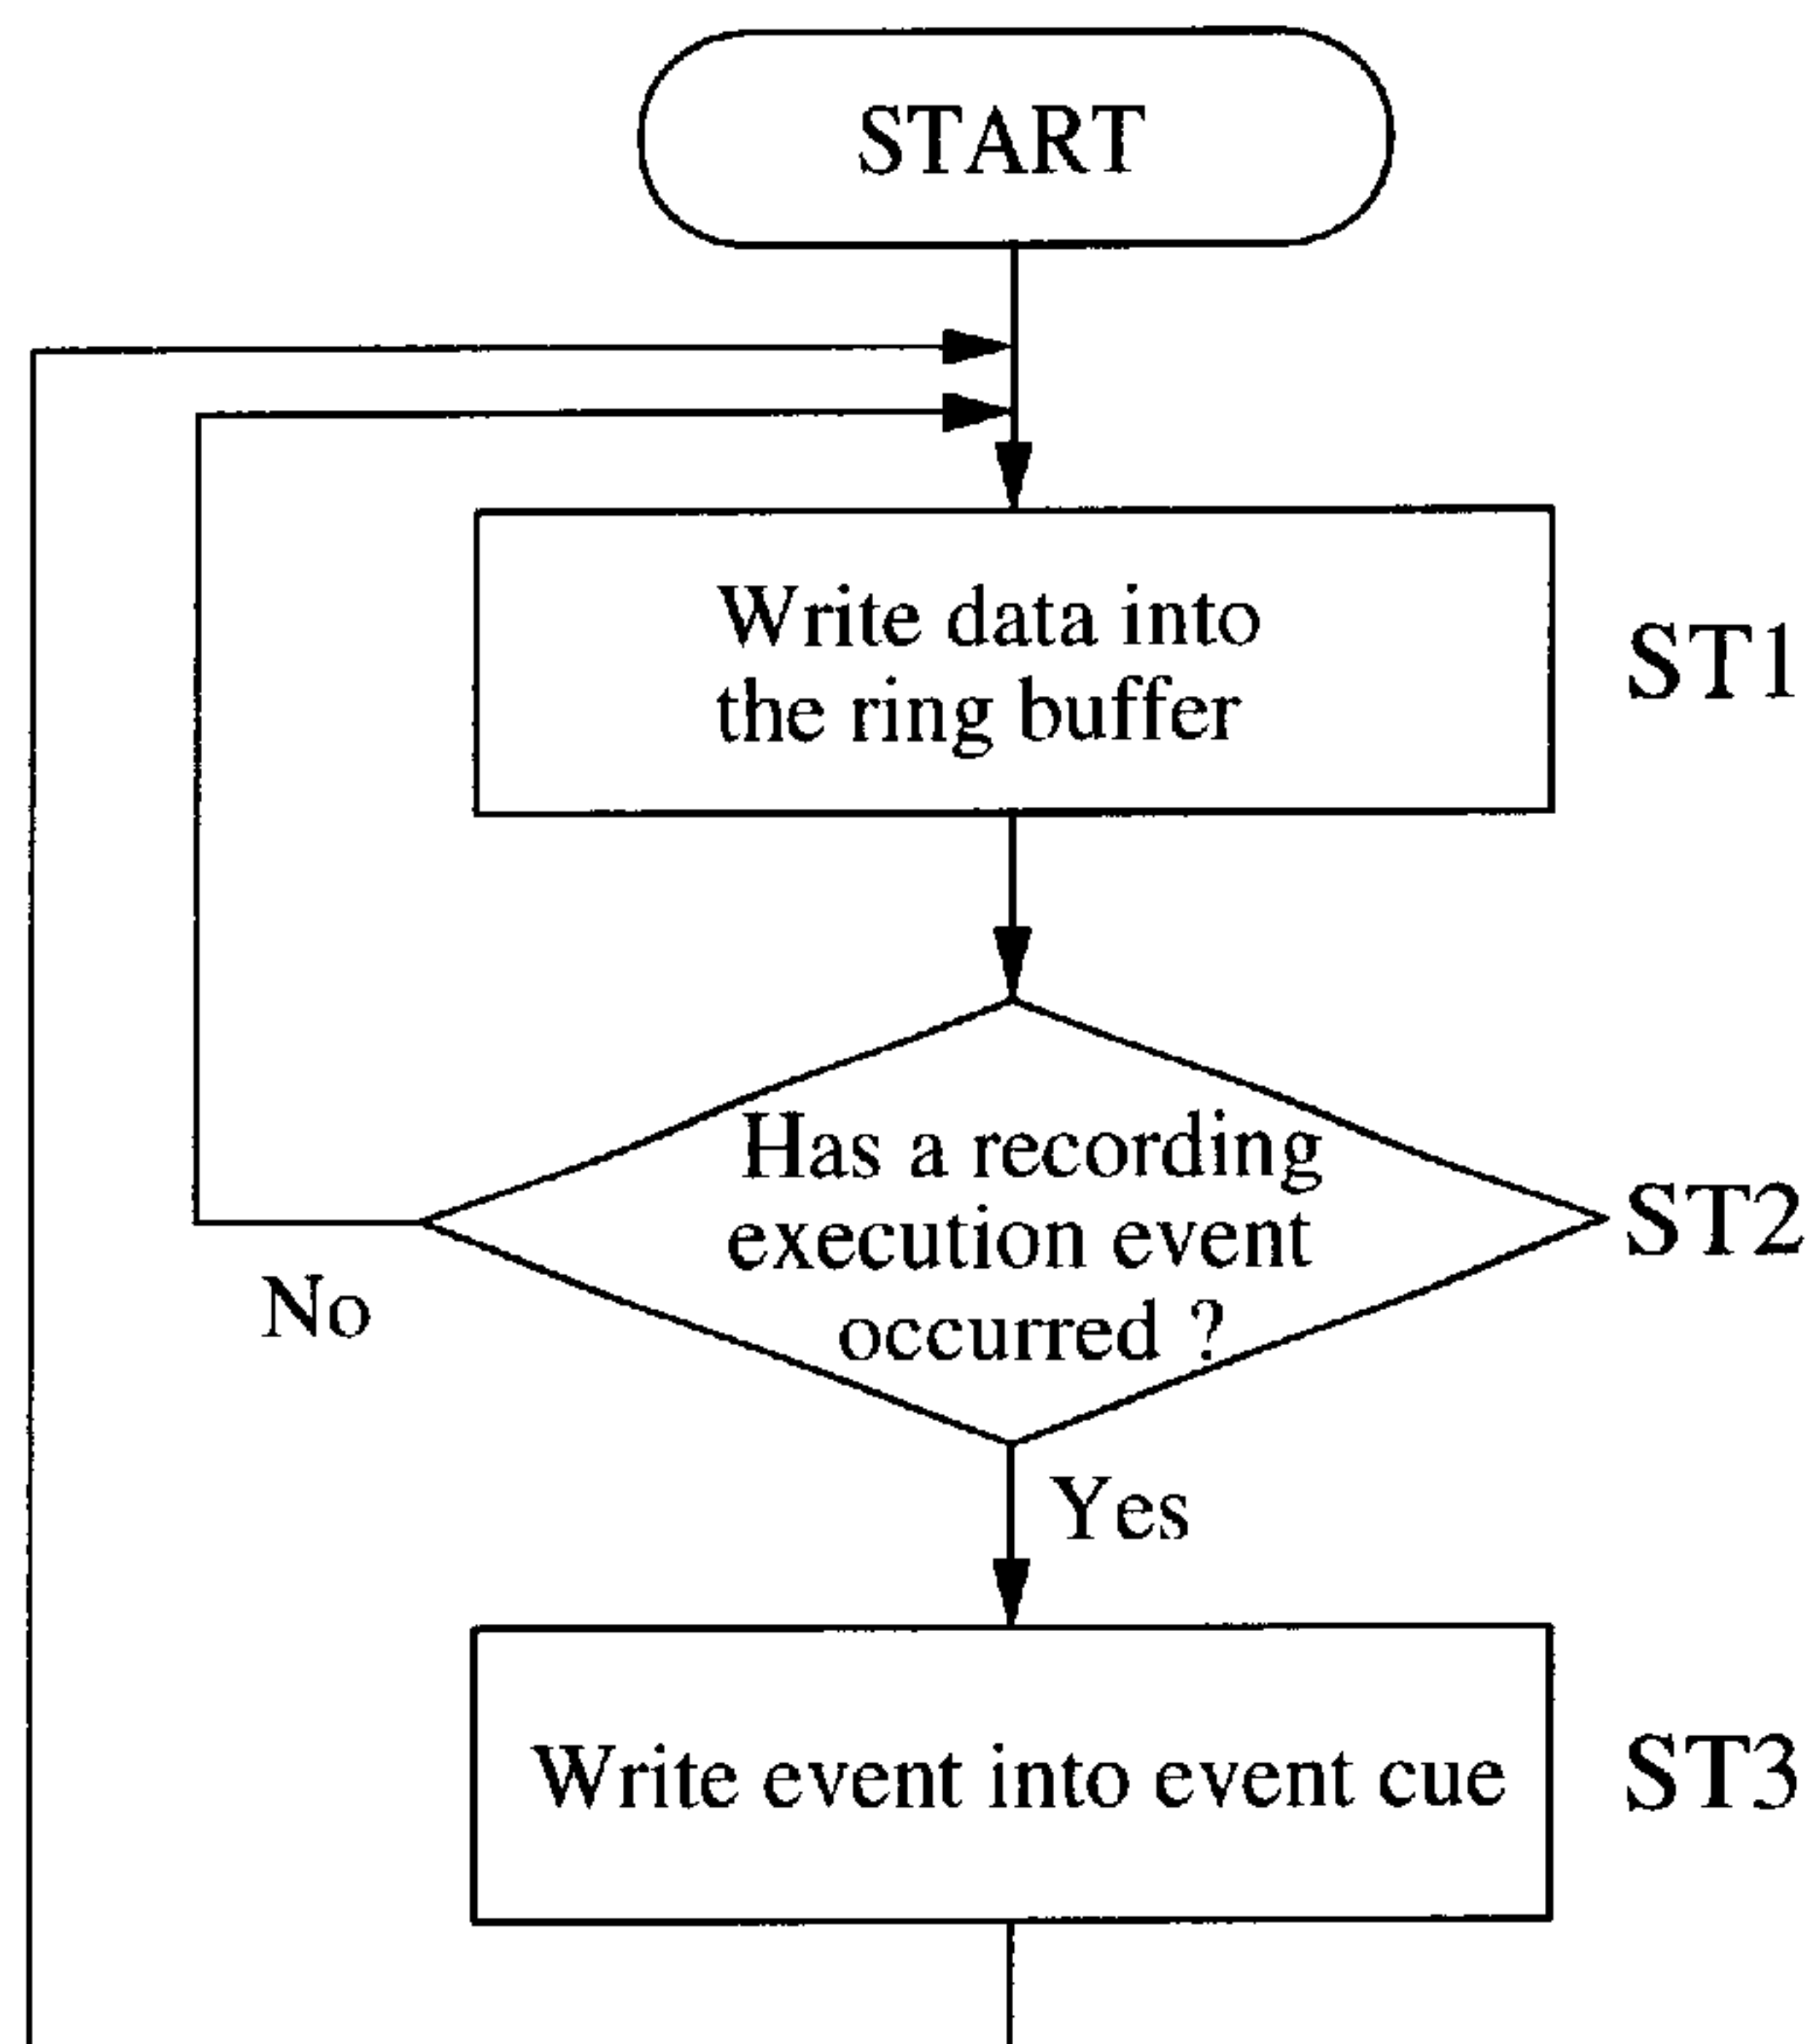 START
Write data into
the ring buffer
ST1
Has a recording
execution event
occurred ?
ST2
No
Yes
Write event into event cue
ST3